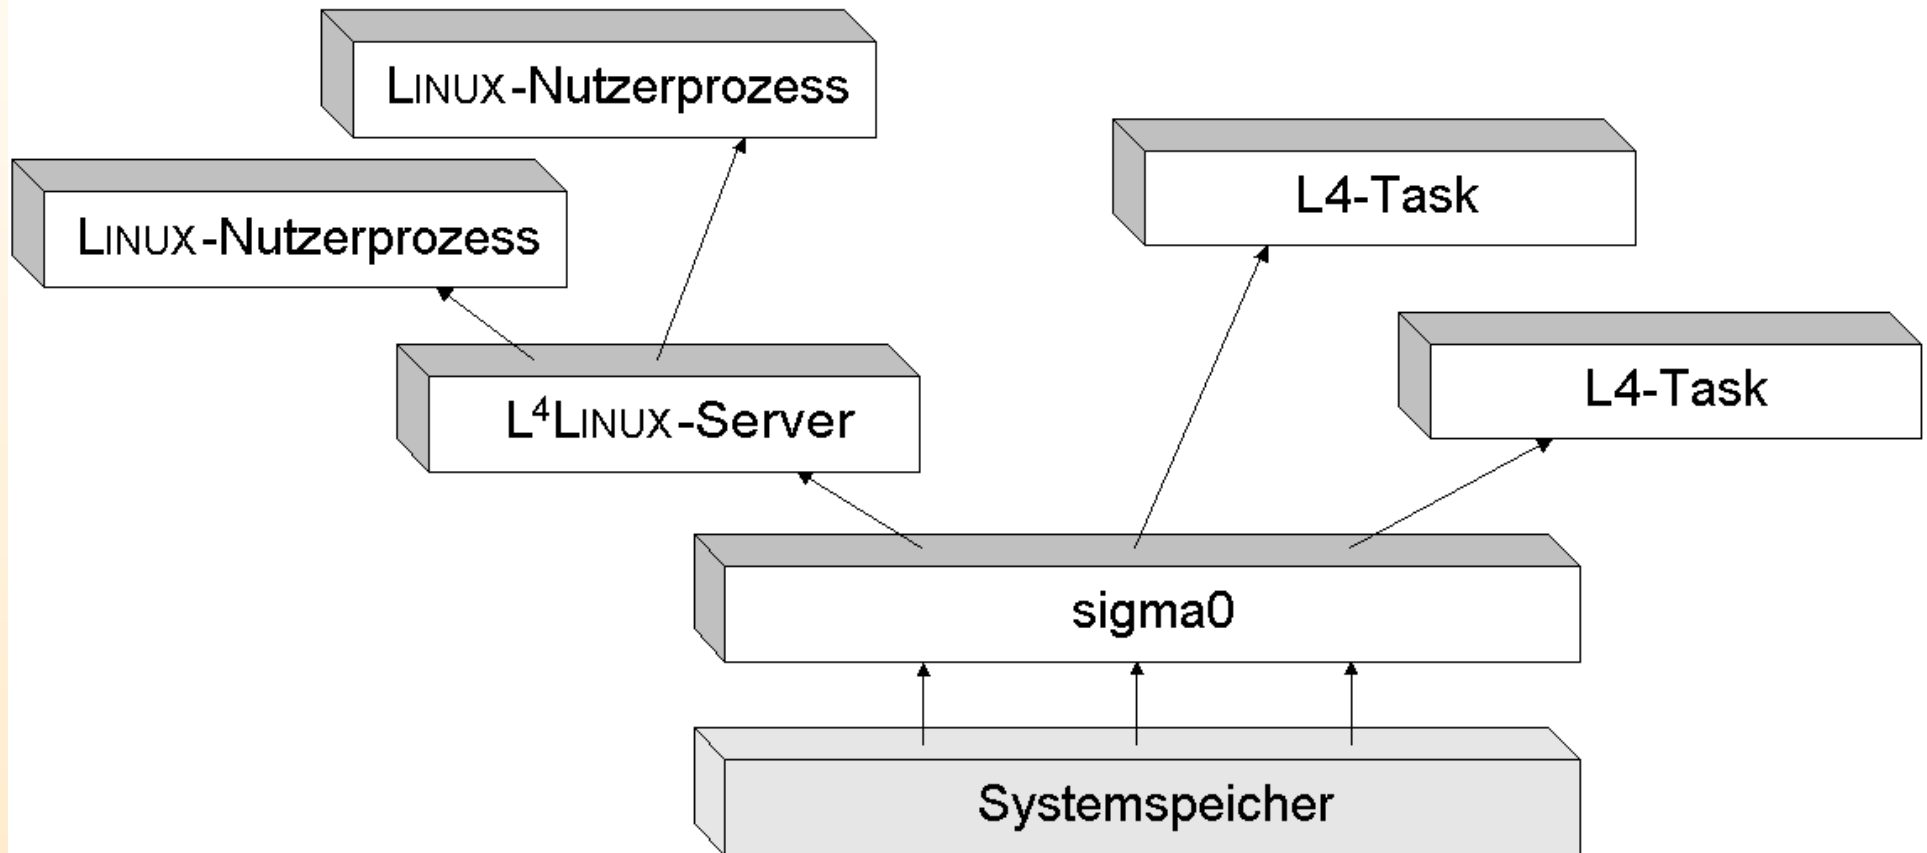 LINUX-Nutzerprozess
LINUX-Nutzerprozess
L4-Task
L4-Task
L⁴LINUX-Server
sigma0
Systemspeicher